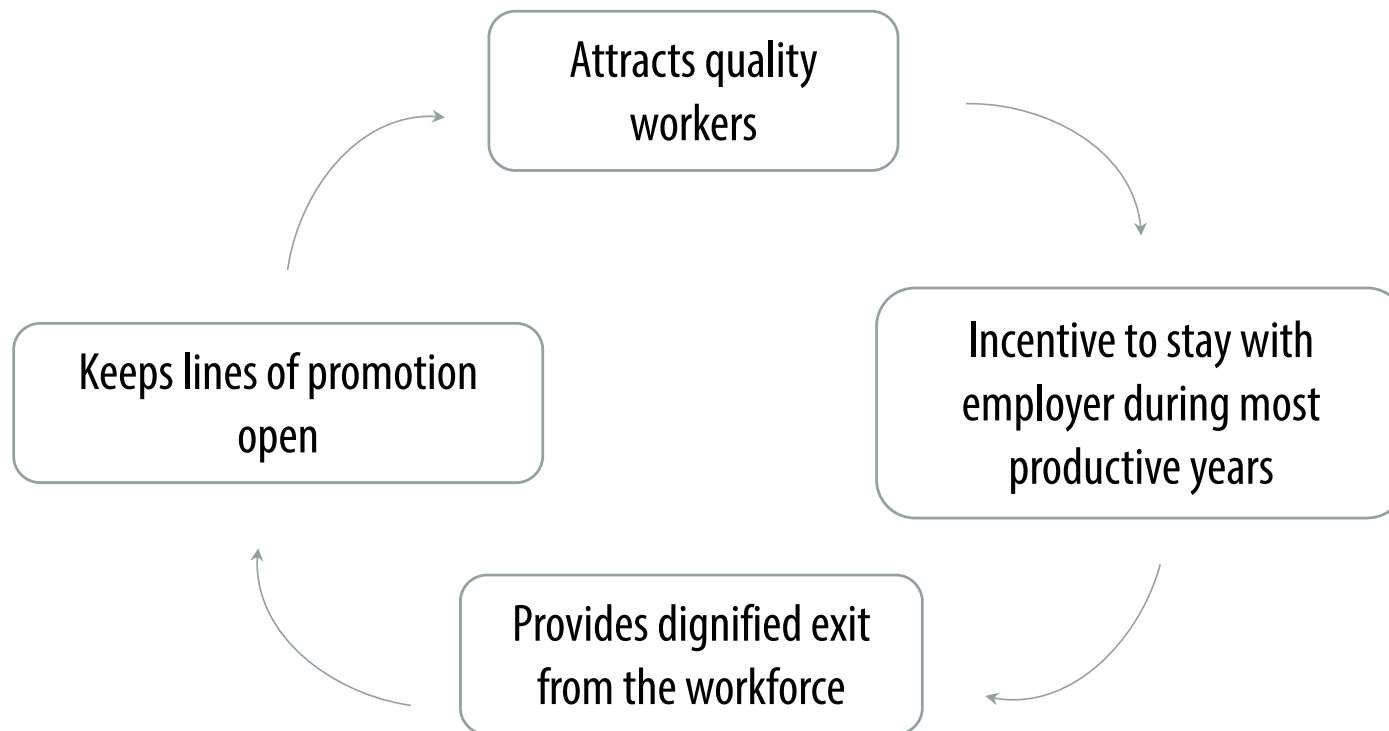 Attracts quality
workers
Incentive to stay with
employer during most
productive years
Provides dignified exit
from the workforce
Keeps lines of promotion
open